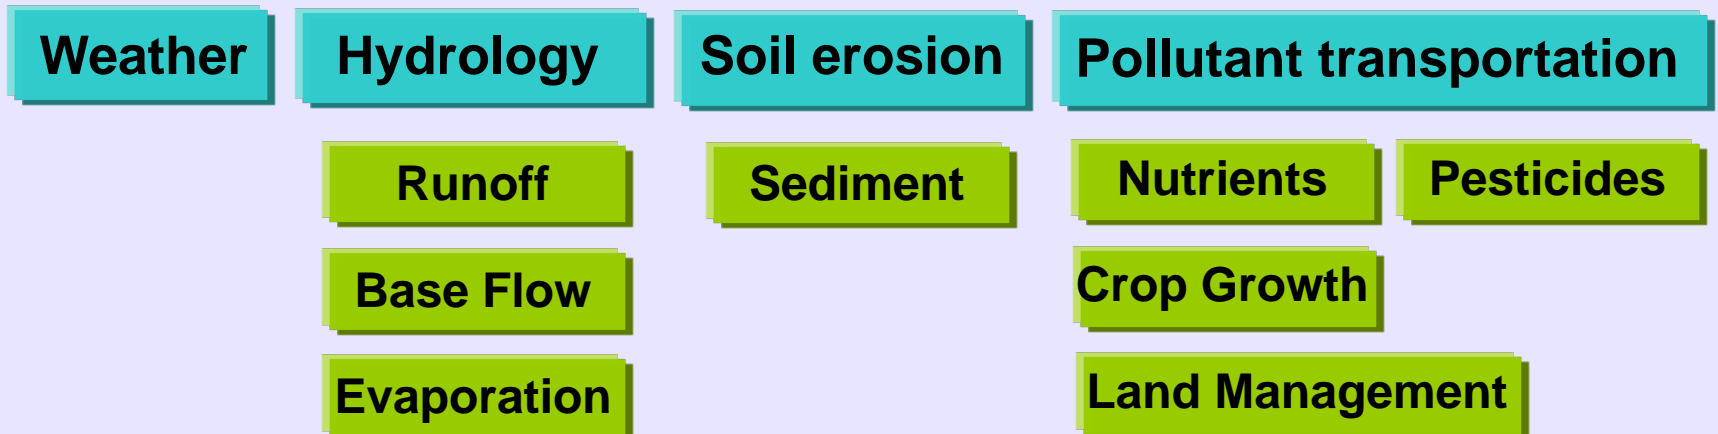 Weather
Hydrology
Soil erosion
Pollutant transportation
Runoff
Sediment
Nutrients
Pesticides
Base Flow
Crop Growth
Evaporation
Land Management